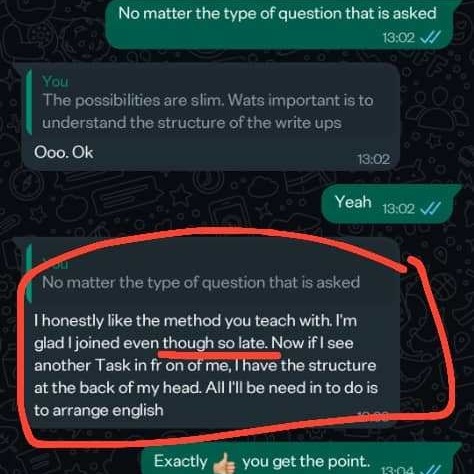 No matter the type of question that is asked
13:02
You
The possibilities are slim. Wats important is to
understand the structure of the write ups
Ooo. Ok
13:02
Yeah
13:02
You
No matter the type of question that is asked
I honestly like the method you teach with. I'm
glad I joined even though so late. Now if I see
another Task in fr on of me, I have the structure
at the back of my head. All I'll be need in to do is
to arrange english
Exactly 👍🏼 you get the point.
13:04